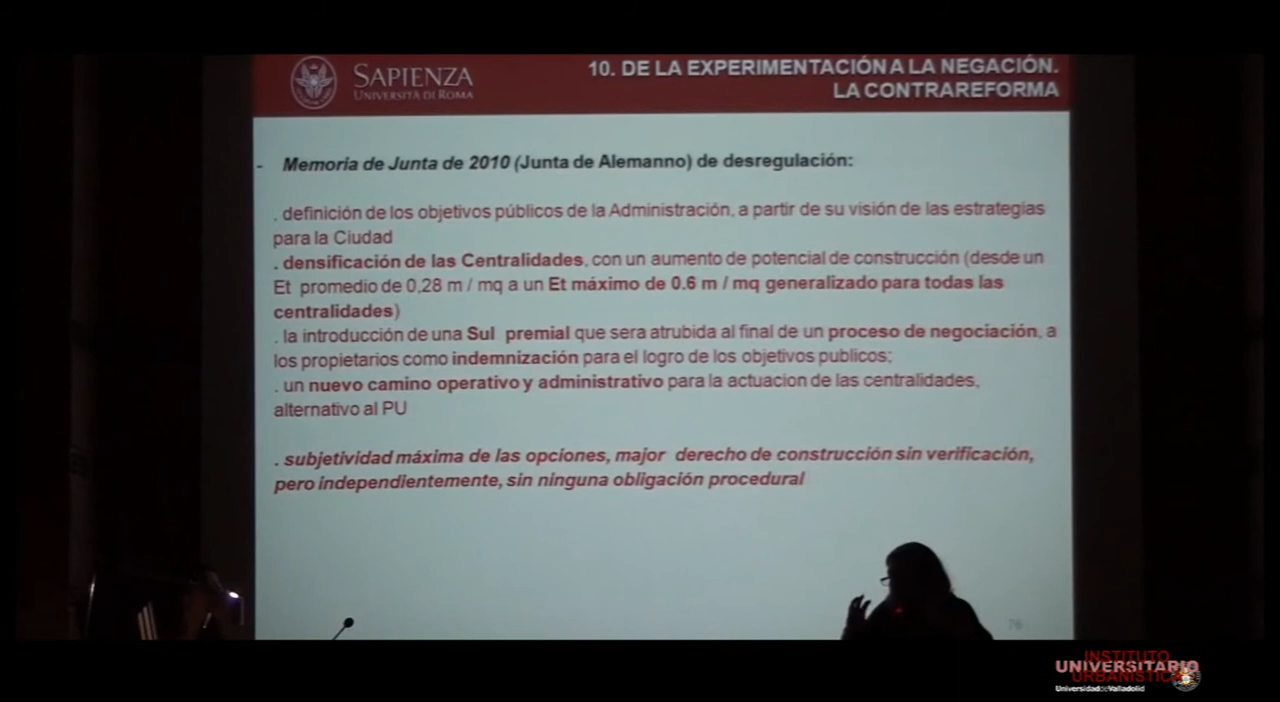 SAPIENZA
UNIVERSITÀ DI ROMA
10. DE LA EXPERIMENTACIÓN A LA NEGACIÓN.
LA CONTRAREFORMA
- Memoria de Junta de 2010 (Junta de Alemanno) de desregulación:
. definición de los objetivos públicos de la Administración, a partir de su visión de las estrategias
para la Ciudad
. densificación de las Centralidades, con un aumento de potencial de construcción (desde un
Et promedio de 0,28 m / mq a un Et máximo de 0.6 m / mq generalizado para todas las
centralidades)
. la introducción de una Sul premial que sera atrubida al final de un proceso de negociación, a
los propietarios como indemnización para el logro de los objetivos publicos;
. un nuevo camino operativo y administrativo para la actuacion de las centralidades,
alternativo al PU
. subjetividad máxima de las opciones, major derecho de construcción sin verificación,
pero independientemente, sin ninguna obligación procedural
76
INSTITUTO
UNIVERSITARIO
URBANÍSTICA
Universidad de Valladolid